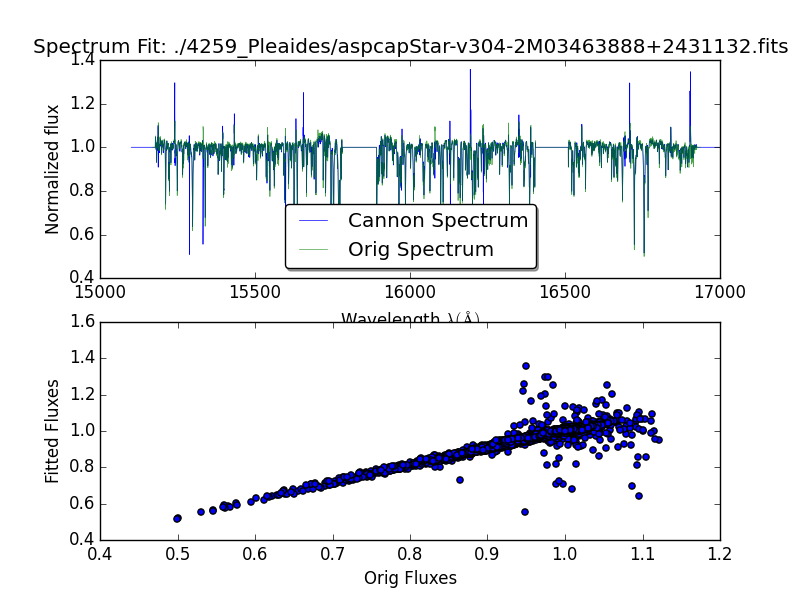 Spectrum Fit: ./4259_Pleaides/aspcapStar-v304-2M03463888+2431132.fits
1.4
1.2
1.0
0.8
0.6
0.4
Normalized flux
Cannon Spectrum
Orig Spectrum
15000 15500 16000 16500 17000
Wavelength λ(Å)
1.6
1.4
1.2
1.0
0.8
0.6
0.4
Fitted Fluxes
0.4 0.5 0.6 0.7 0.8 0.9 1.0 1.1 1.2
Orig Fluxes